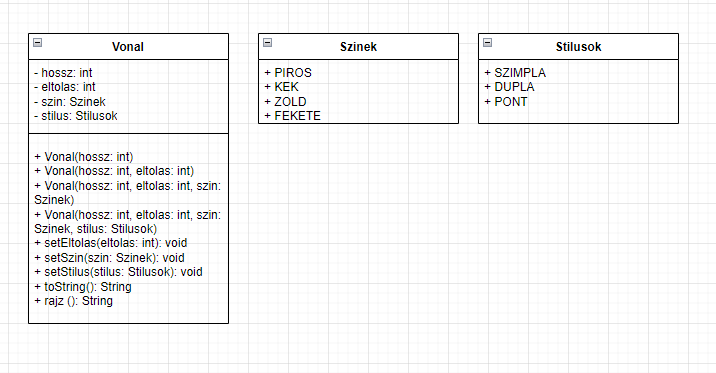 Vonal
- hossz: int
- eltolas: int
- szin: Szinek
- stilus: Stilusok
+ Vonal(hossz: int)
+ Vonal(hossz: int, eltolas: int)
+ Vonal(hossz: int, eltolas: int, szin:
Szinek)
+ Vonal(hossz: int, eltolas: int, szin:
Szinek, stilus: Stilusok)
+ setEltolas(eltolas: int): void
+ setSzin(szin: Szinek): void
+ setStilus(stilus: Stilusok): void
+ toString(): String
+ rajz (): String
Szinek
+ PIROS
+ KEK
+ ZOLD
+ FEKETE
Stilusok
+ SZIMPLA
+ DUPLA
+ PONT